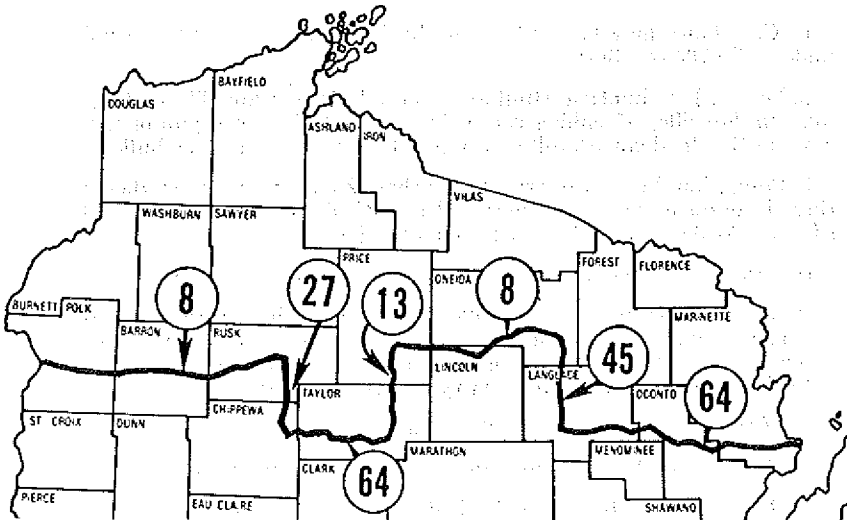 BAYFIELD
DOUGLAS
ASHLAND
IRON
VILAS
WASHBURN
SAWYER
PRICE
ONEIDA
FOREST
FLORENCE
8
27
13
8
BURNETT
POLK
MARINETTE
BARRON
RUSK
LINCOLN
LANGLADE
45
TAYLOR
OCONTO
64
CHIPPEWA
ST CROIX
DUNN
MARATHON
MENOMINEE
CLARK
64
PIERCE
EAU CLAIRE
SHAWANO